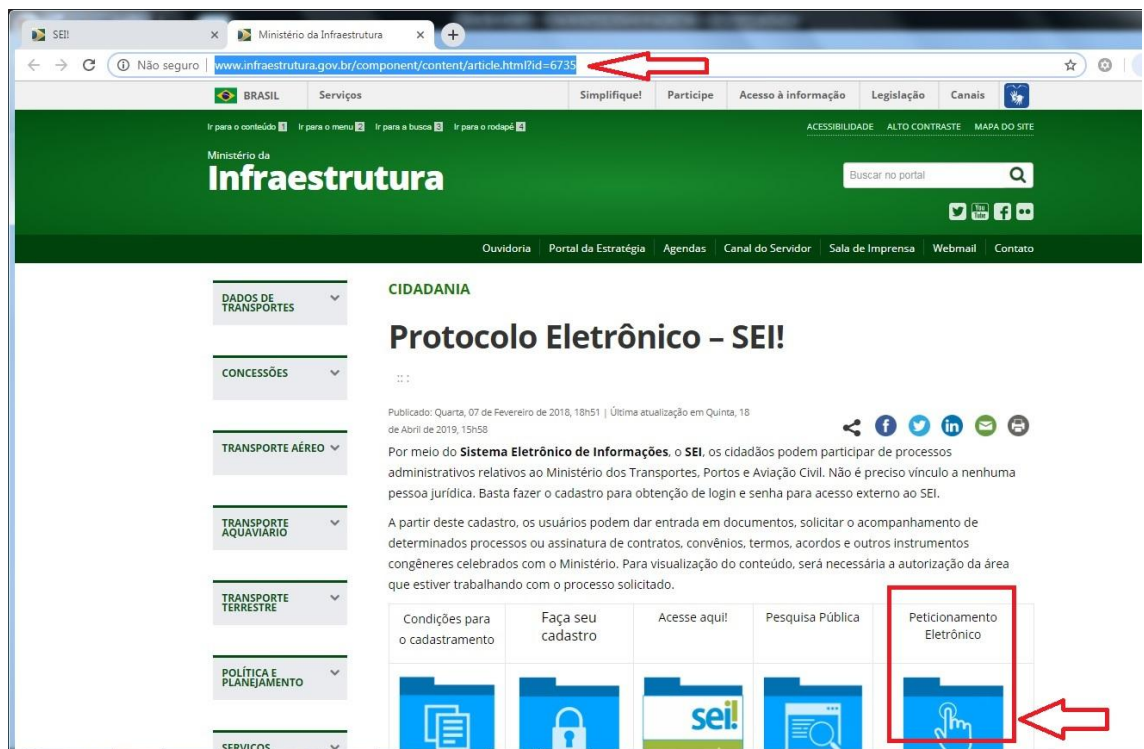 SEI!
Ministério da Infraestrutura
Não seguro
www.infraestrutura.gov.br/component/content/article.html?id=6735
BRASIL Serviços Simplifique! Participe Acesso à informação Legislação Canais
Ir para o conteúdo 1 Ir para o menu 2 Ir para a busca 3 Ir para o rodapé 4
ACESSIBILIDADE ALTO CONTRASTE MAPA DO SITE
Ministério da
Infraestrutura
Buscar no portal
You Tube
Ouvidoria Portal da Estratégia Agendas Canal do Servidor Sala de Imprensa Webmail Contato
DADOS DE
TRANSPORTES
CONCESSÕES
TRANSPORTE AÉREO
TRANSPORTE
AQUAVIÁRIO
TRANSPORTE
TERRESTRE
POLÍTICA E
PLANEJAMENTO
SERVIÇOS
CIDADANIA
Protocolo Eletrônico – SEI!
:: :
Publicado: Quarta, 07 de Fevereiro de 2018, 18h51 | Última atualização em Quinta, 18
de Abril de 2019, 15h58
Por meio do Sistema Eletrônico de Informações, o SEI, os cidadãos podem participar de processos
administrativos relativos ao Ministério dos Transportes, Portos e Aviação Civil. Não é preciso vínculo a nenhuma
pessoa jurídica. Basta fazer o cadastro para obtenção de login e senha para acesso externo ao SEI.
A partir deste cadastro, os usuários podem dar entrada em documentos, solicitar o acompanhamento de
determinados processos ou assinatura de contratos, convênios, termos, acordos e outros instrumentos
congêneres celebrados com o Ministério. Para visualização do conteúdo, será necessária a autorização da área
que estiver trabalhando com o processo solicitado.
Condições para
o cadastramento
Faça seu
cadastro
Acesse aqui!
Pesquisa Pública
Peticionamento
Eletrônico
sei!